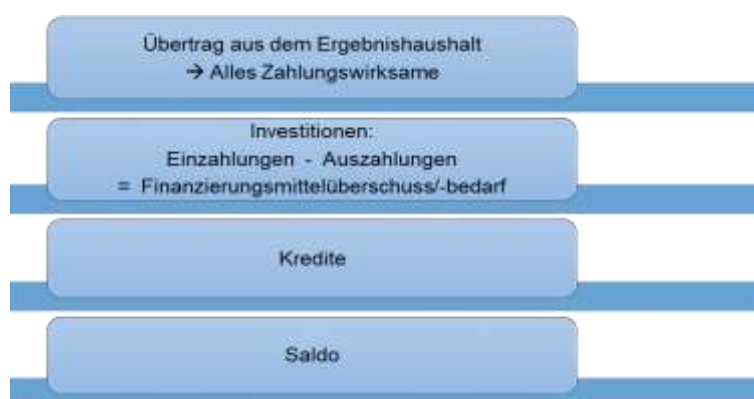 Übertrag aus dem Ergebnishaushalt
→ Alles Zahlungswirksame
Investitionen:
Einzahlungen - Auszahlungen
= Finanzierungsmittelüberschuss/-bedarf
Kredite
Saldo